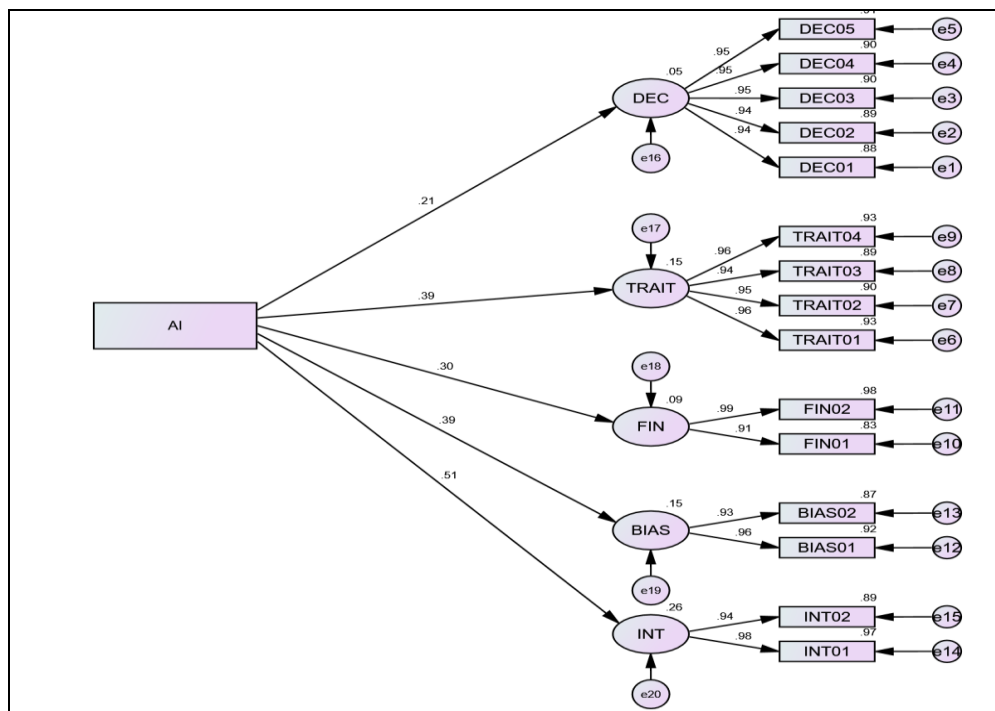 DEC05
e5
.95
.90
.05
.95
DEC04
e4
.90
DEC
.95
DEC03
e3
.94
.89
DEC02
e2
.94
.88
e16
DEC01
e1
.21
.93
e17
TRAIT04
e9
.96
.89
.15
.94
TRAIT03
e8
.39
TRAIT
.90
.95
TRAIT02
e7
.96
.93
AI
TRAIT01
e6
e18
.30
.98
.09
.99
FIN02
e11
.39
FIN
.83
.91
FIN01
e10
.51
.87
.15
BIAS02
e13
.93
BIAS
.92
.96
BIAS01
e12
e19
.89
.26
.94
INT02
e15
INT
.97
.98
INT01
e14
e20